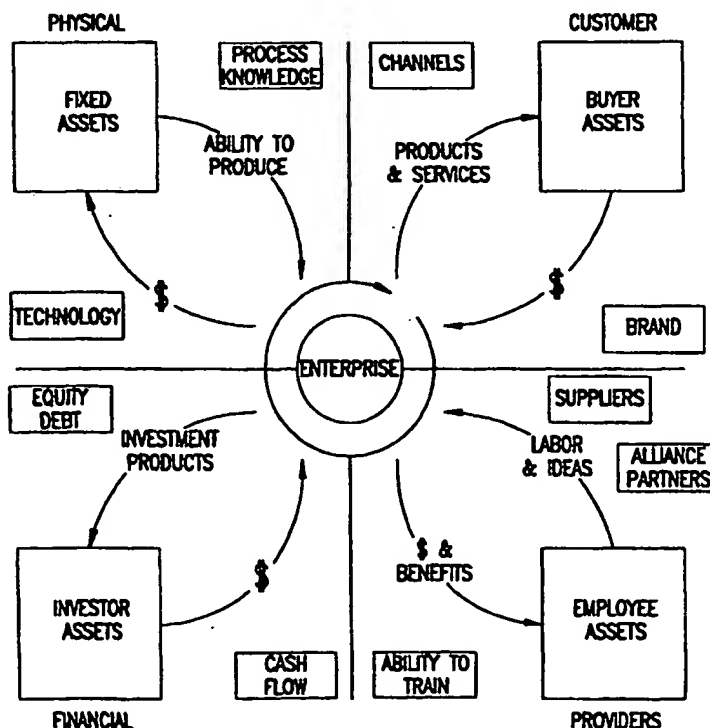 PHYSICAL
FIXED
ASSETS
PROCESS
KNOWLEDGE
ABILITY TO
PRODUCE
$
TECHNOLOGY
CUSTOMER
CHANNELS
BUYER
ASSETS
PRODUCTS
& SERVICES
$
BRAND
ENTERPRISE
EQUITY
DEBT
INVESTMENT
PRODUCTS
INVESTOR
ASSETS
$
CASH
FLOW
FINANCIAL
SUPPLIERS
LABOR
& IDEAS
ALLIANCE
PARTNERS
$ &
BENEFITS
EMPLOYEE
ASSETS
ABILITY TO
TRAIN
PROVIDERS